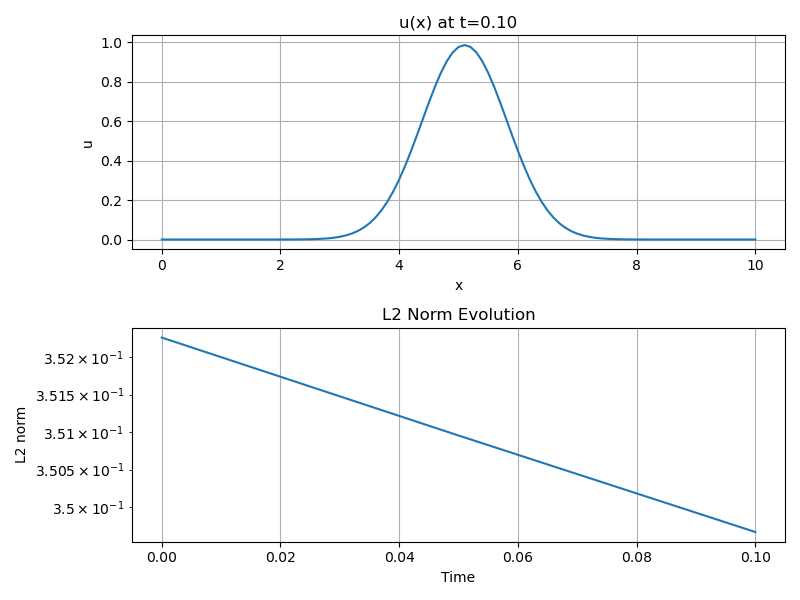 u(x) at t=0.10
1.0
0.8
0.6
0.4
0.2
0.0
u
0 2 4 6 8 10
x
L2 Norm Evolution
3.52 × 10⁻¹
3.515 × 10⁻¹
3.51 × 10⁻¹
3.505 × 10⁻¹
3.5 × 10⁻¹
L2 norm
0.00 0.02 0.04 0.06 0.08 0.10
Time